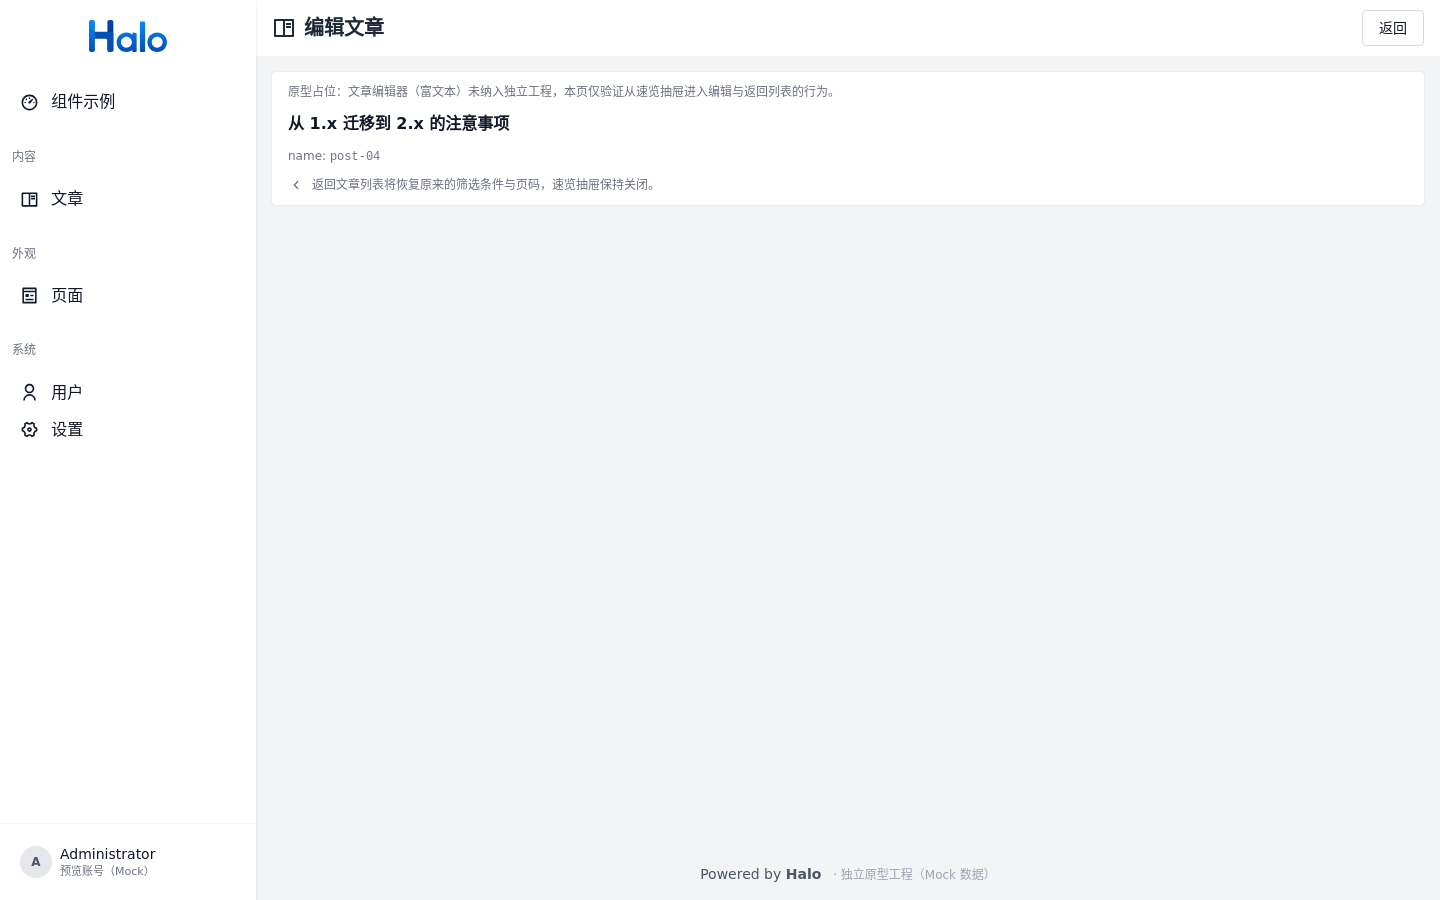 Halo
组件示例
内容
文章
外观
页面
系统
用户
设置
A
Administrator
预览账号（Mock）
编辑文章
返回
原型占位：文章编辑器（富文本）未纳入独立工程，本页仅验证从速览抽屉进入编辑与返回列表的行为。
从 1.x 迁移到 2.x 的注意事项
name: post-04
返回文章列表将恢复原来的筛选条件与页码，速览抽屉保持关闭。
Powered by Halo · 独立原型工程（Mock 数据）